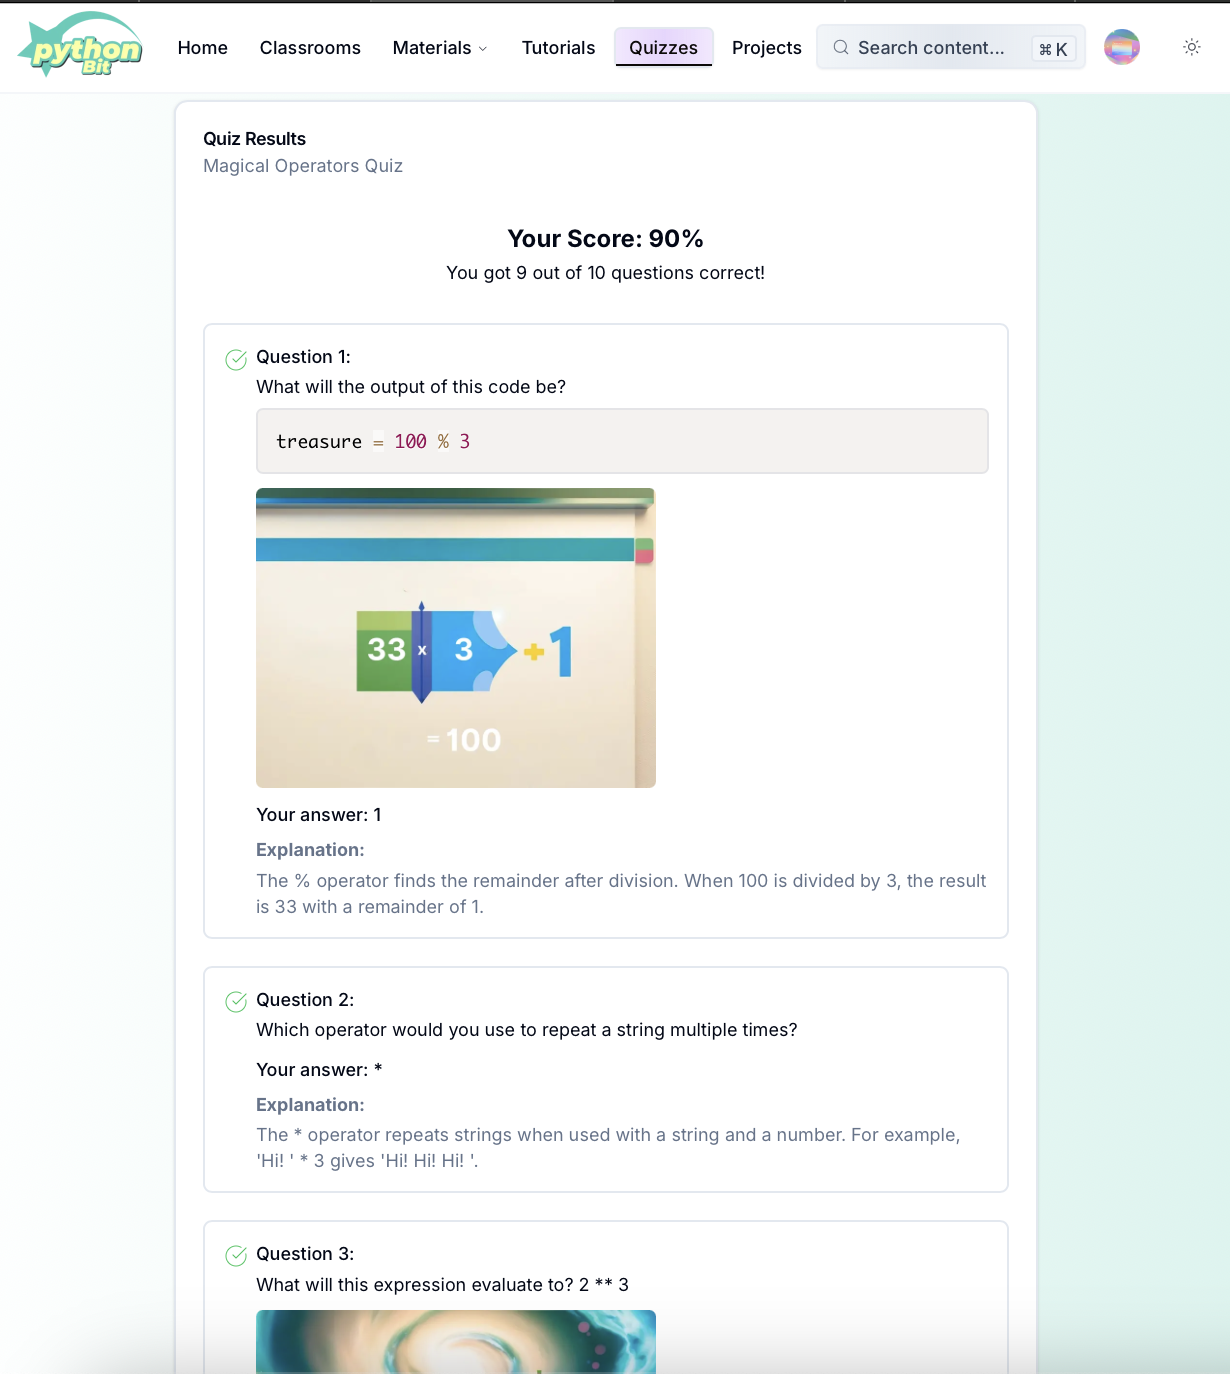 python
Bit
Home
Classrooms
Materials
Tutorials
Quizzes
Projects
Search content...
⌘ K
Quiz Results
Magical Operators Quiz
Your Score: 90%
You got 9 out of 10 questions correct!
Question 1:
What will the output of this code be?
treasure = 100 % 3
33 x 3 +1
= 100
Your answer: 1
Explanation:
The % operator finds the remainder after division. When 100 is divided by 3, the result
is 33 with a remainder of 1.
Question 2:
Which operator would you use to repeat a string multiple times?
Your answer: *
Explanation:
The * operator repeats strings when used with a string and a number. For example,
'Hi! ' * 3 gives 'Hi! Hi! Hi! '.
Question 3:
What will this expression evaluate to? 2 ** 3